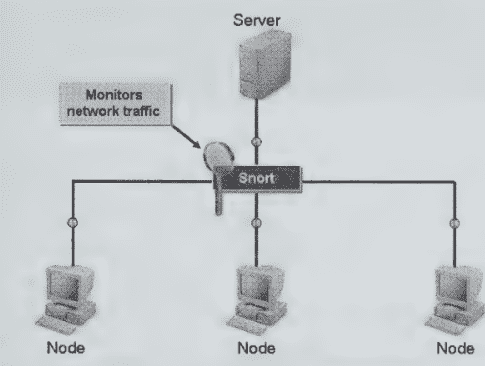 Server
Monitors
network traffic
Snort
Node
Node
Node